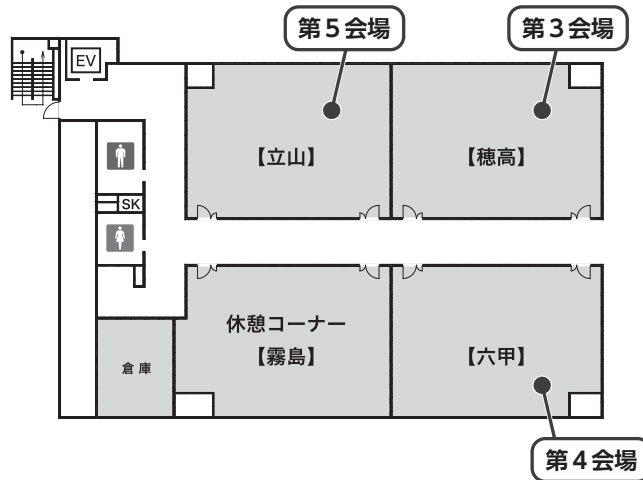 第5会場
第3会場
EV
【立山】
【穂高】
SK
休憩コーナー
【霧島】
【六甲】
倉庫
第4会場